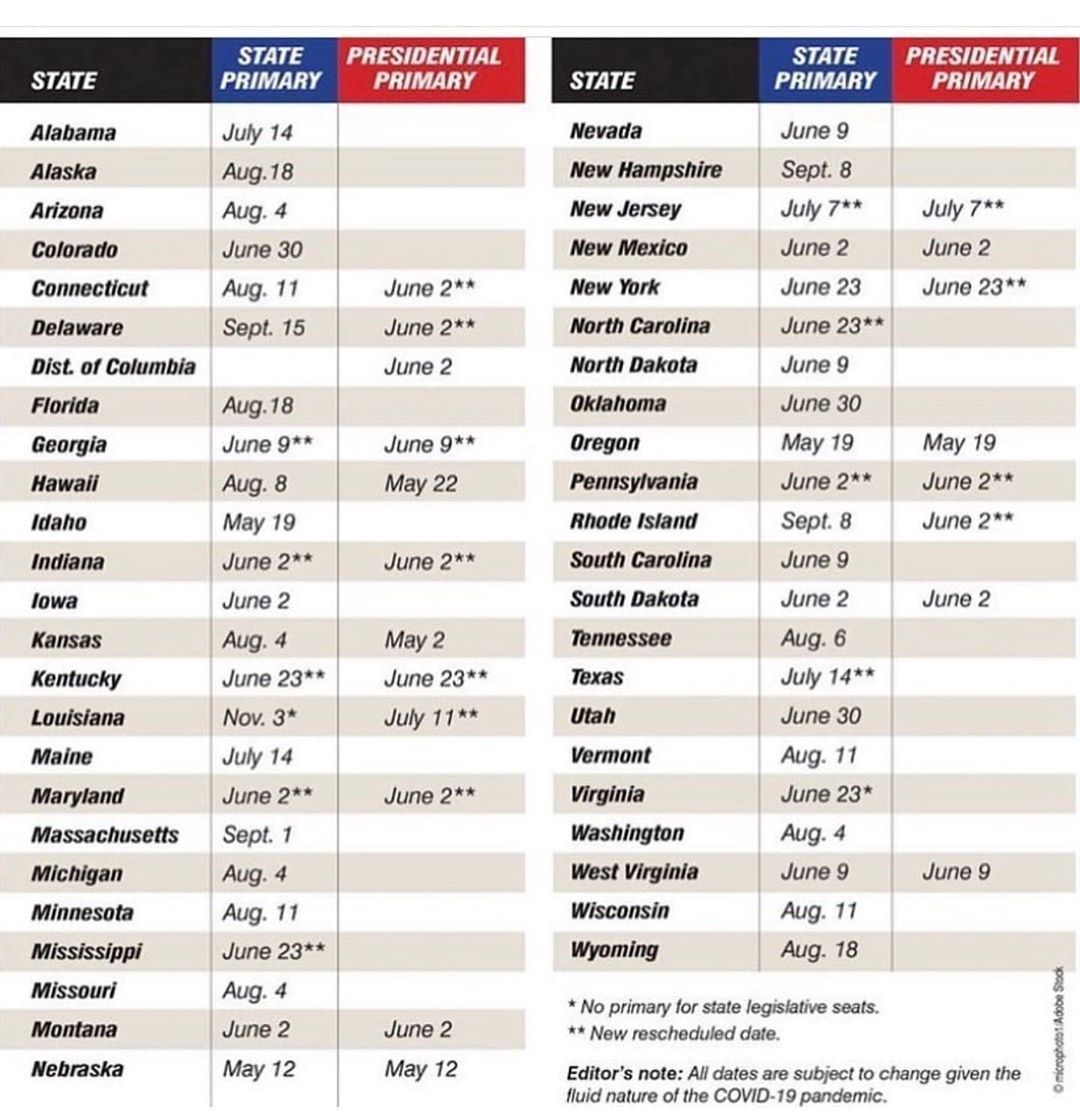 STATE STATE PRIMARY PRESIDENTIAL PRIMARY
Alabama July 14
Alaska Aug.18
Arizona Aug. 4
Colorado June 30
Connecticut Aug. 11 June 2**
Delaware Sept. 15 June 2**
Dist. of Columbia June 2
Florida Aug.18
Georgia June 9** June 9**
Hawaii Aug. 8 May 22
Idaho May 19
Indiana June 2** June 2**
Iowa June 2
Kansas Aug. 4 May 2
Kentucky June 23** June 23**
Louisiana Nov. 3* July 11**
Maine July 14
Maryland June 2** June 2**
Massachusetts Sept. 1
Michigan Aug. 4
Minnesota Aug. 11
Mississippi June 23**
Missouri Aug. 4
Montana June 2 June 2
Nebraska May 12 May 12
STATE STATE PRIMARY PRESIDENTIAL PRIMARY
Nevada June 9
New Hampshire Sept. 8
New Jersey July 7** July 7**
New Mexico June 2 June 2
New York June 23 June 23**
North Carolina June 23**
North Dakota June 9
Oklahoma June 30
Oregon May 19 May 19
Pennsylvania June 2** June 2**
Rhode Island Sept. 8 June 2**
South Carolina June 9
South Dakota June 2 June 2
Tennessee Aug. 6
Texas July 14**
Utah June 30
Vermont Aug. 11
Virginia June 23*
Washington Aug. 4
West Virginia June 9 June 9
Wisconsin Aug. 11
Wyoming Aug. 18
* No primary for state legislative seats.
** New rescheduled date.
Editor's note: All dates are subject to change given the
fluid nature of the COVID-19 pandemic.
© microphoto1/Adobe Stock